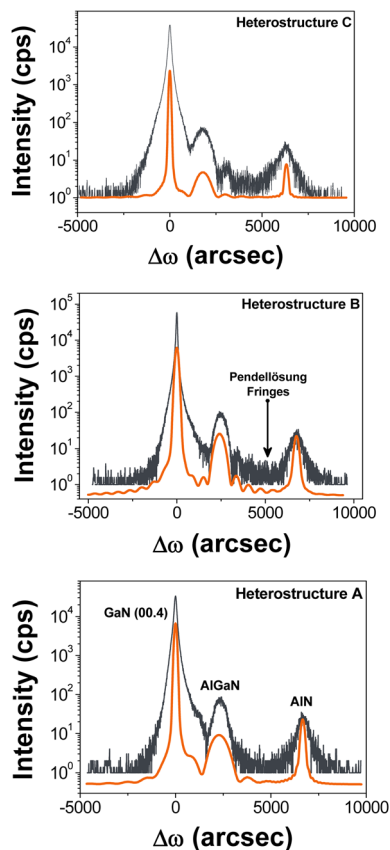 Heterostructure C
Intensity (cps)
10^4
10^3
10^2
10^1
10^0
-5000 0 5000 10000
Δω (arcsec)
Heterostructure B
Intensity (cps)
10^5
10^4
10^3
10^2
10^1
10^0
Pendellösung
Fringes
-5000 0 5000 10000
Δω (arcsec)
Heterostructure A
Intensity (cps)
10^4
10^3
10^2
10^1
10^0
GaN (00.4)
AlGaN
AlN
-5000 0 5000 10000
Δω (arcsec)